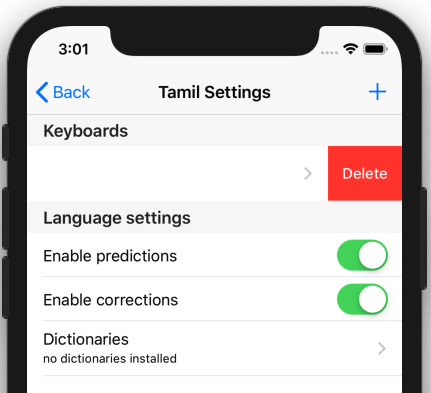 3:01
Back
Tamil Settings
+
Keyboards
Delete
Language settings
Enable predictions
Enable corrections
Dictionaries
no dictionaries installed